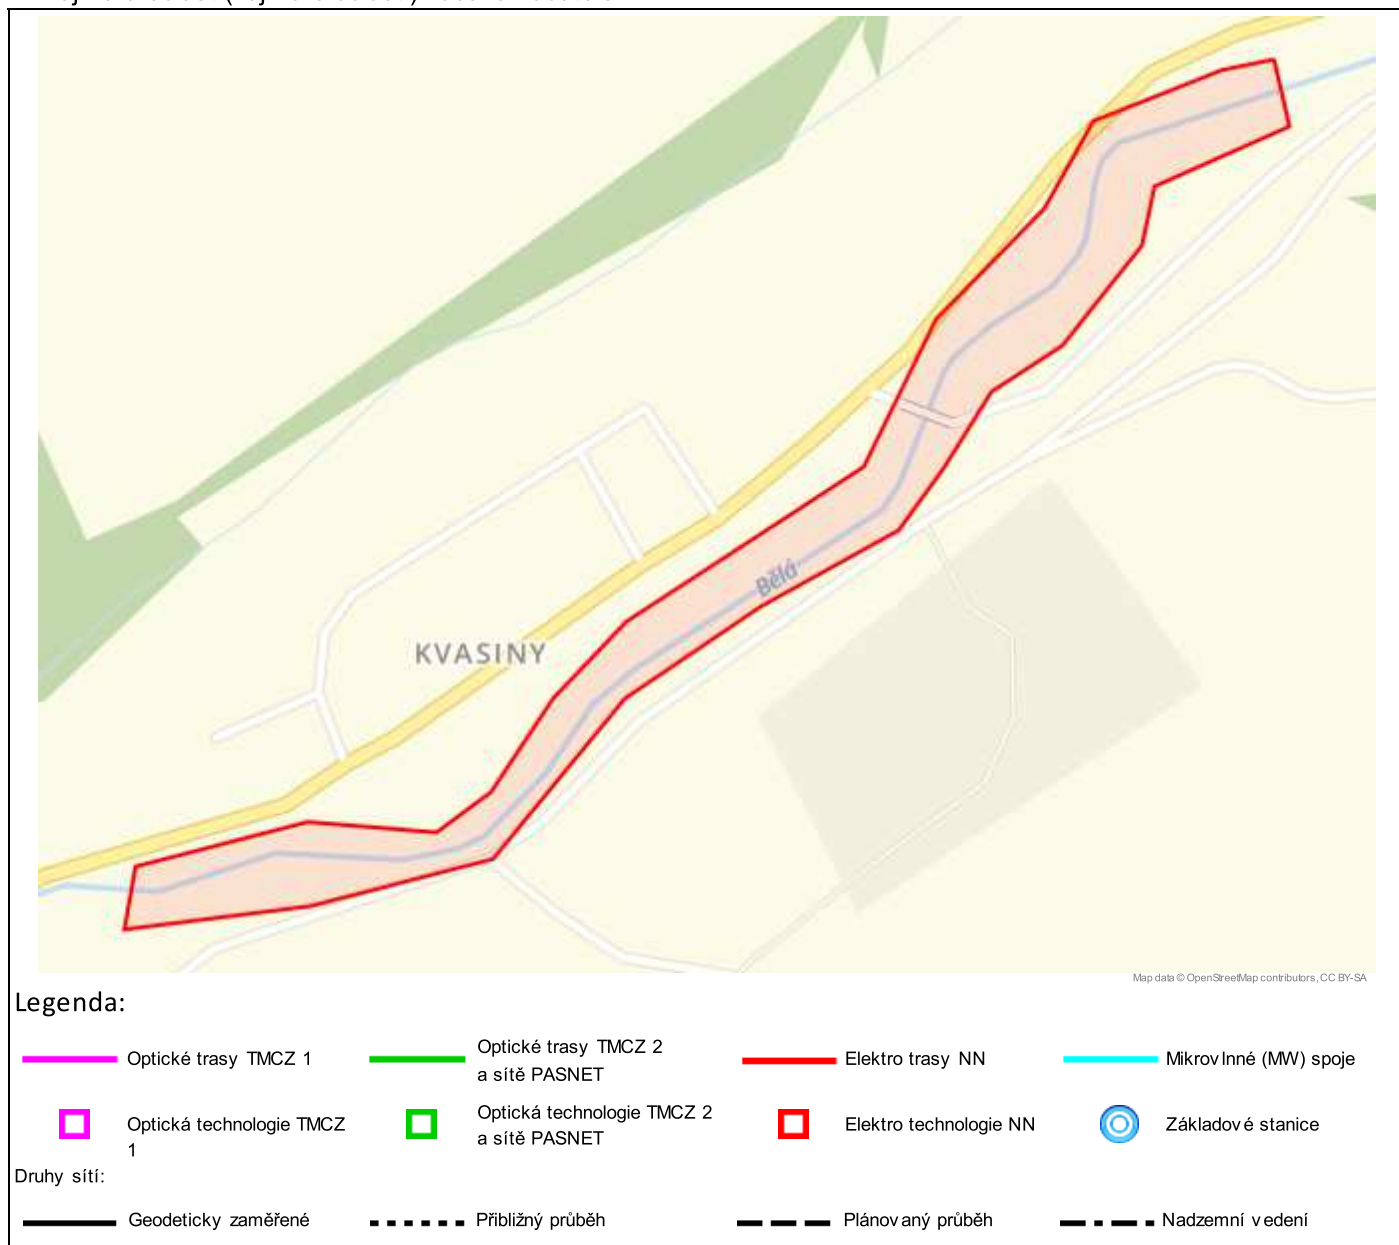 Bělá
KVASINY
Map data © OpenStreetMap contributors, CC BY-SA
Legenda:
Optické trasy TMCZ 1
Optické trasy TMCZ 2
a sítě PASNET
Elektro trasy NN
Mikrovlnné (MW) spoje
Optická technologie TMCZ
1
Optická technologie TMCZ 2
a sítě PASNET
Elektro technologie NN
Základové stanice
Druhy sítí:
Geodeticky zaměřené
Přibližný průběh
Plánovaný průběh
Nadzemní vedení